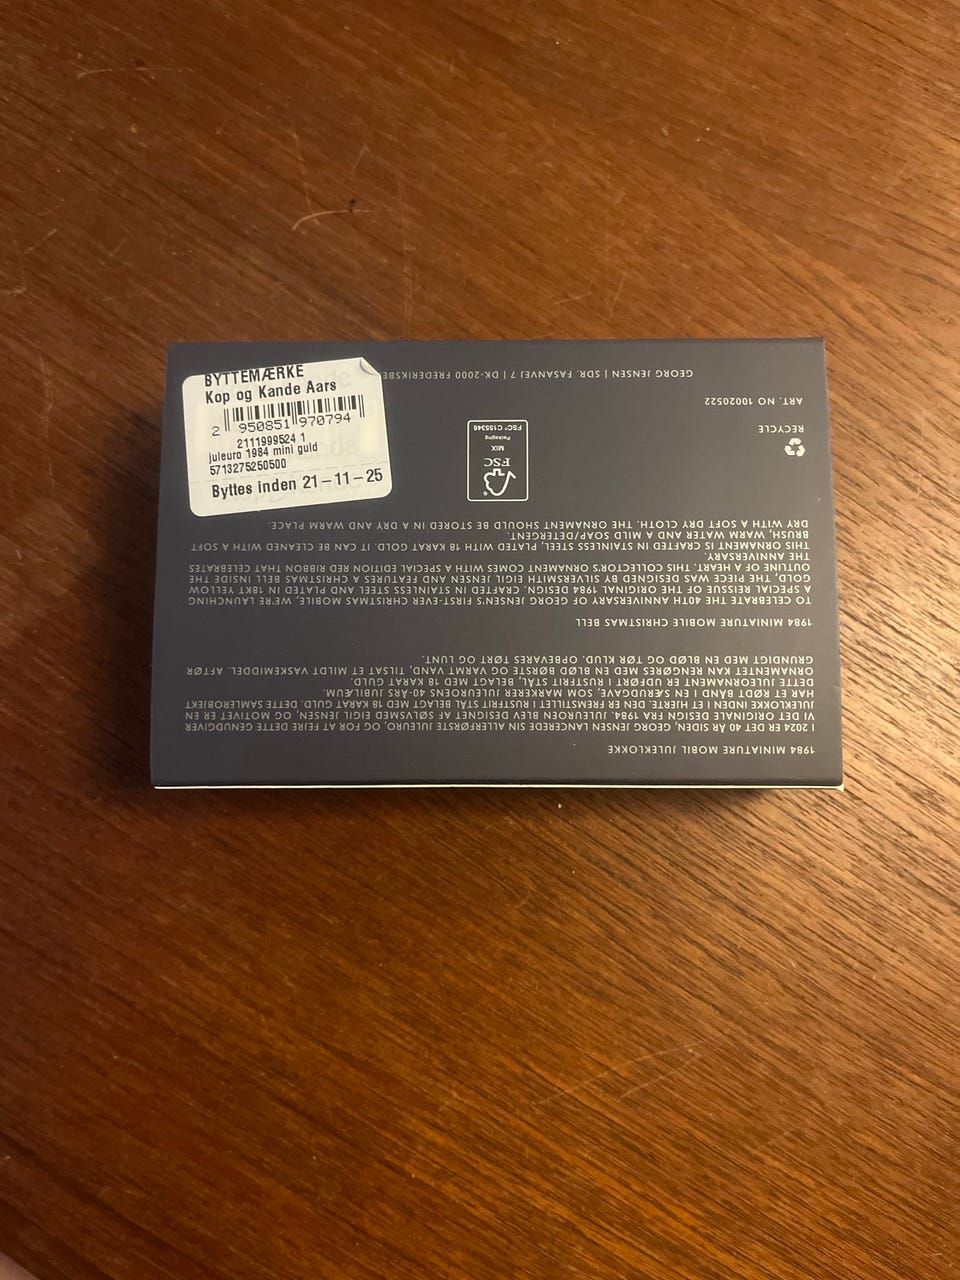 BYTTEMÆRKE
Kop og Kande Aars
2 950851 970794
2111999524 1
juleuro 1984 mini guld
5713275250500
Byttes inden 21-11-25
1984 MINIATURE MOBIL JULEKLOKKE
I 2024 ER DET 40 ÅR SIDEN, GEORG JENSEN LANCEREDE SIN ALLERFØRSTE JULEURO, OG FOR AT FEJRE DETTE GENUDGIVER
VI DET ORIGINALE DESIGN FRA 1984. JULEUROEN BLEV DESIGNET AF SØLVSMED EIGIL JENSEN, OG MOTIVET ER EN
JULEKLOKKE INDEN I ET HJERTE. DEN ER FREMSTILLET I RUSTFRIT STÅL BELAGT MED 18 KARAT GULD. DETTE SAMLEROBJEKT
HAR ET RØDT BÅND I EN SÆRUDGAVE, SOM MARKERER JULEUROENS 40-ÅRS JUBILÆUM.
DETTE JULEORNAMENT ER UDFØRT I RUSTFRIT STÅL, BELAGT MED 18 KARAT GULD.
ORNAMENTET KAN RENGØRES MED EN BLØD BØRSTE OG VARMT VAND, TILSAT ET MILDT VASKEMIDDEL. AFTØR
GRUNDIGT MED EN BLØD OG TØR. KLUD. OPBEVARES TØRT OG LUNT.
1984 MINIATURE MOBILE CHRISTMAS BELL
TO CELEBRATE THE 40TH ANNIVERSARY OF GEORG JENSEN'S FIRST-EVER CHRISTMAS MOBILE, WE'RE LAUNCHING
A SPECIAL REISSUE OF THE ORIGINAL 1984 DESIGN. CRAFTED IN STAINLESS STEEL AND PLATED IN 18KT YELLOW
GOLD, THE PIECE WAS DESIGNED BY SILVERSMITH EIGIL JENSEN AND FEATURES A CHRISTMAS BELL INSIDE THE
OUTLINE OF A HEART. THIS COLLECTOR'S ORNAMENT COMES WITH A SPECIAL EDITION RED RIBBON THAT CELEBRATES
THE ANNIVERSARY.
THIS ORNAMENT IS CRAFTED IN STAINLESS STEEL, PLATED WITH 18 KARAT GOLD. IT CAN BE CLEANED WITH A SOFT
BRUSH, WARM WATER AND A MILD SOAP/DETERGENT.
DRY WITH A SOFT DRY CLOTH. THE ORNAMENT SHOULD BE STORED IN A DRY AND WARM PLACE.
RECYCLE
FSC
MIX
Packaging
FSC® C155346
ART. NO 10020522
GEORG JENSEN | SDR. FASANVEJ 7 | DK-2000 FREDERIKSBE